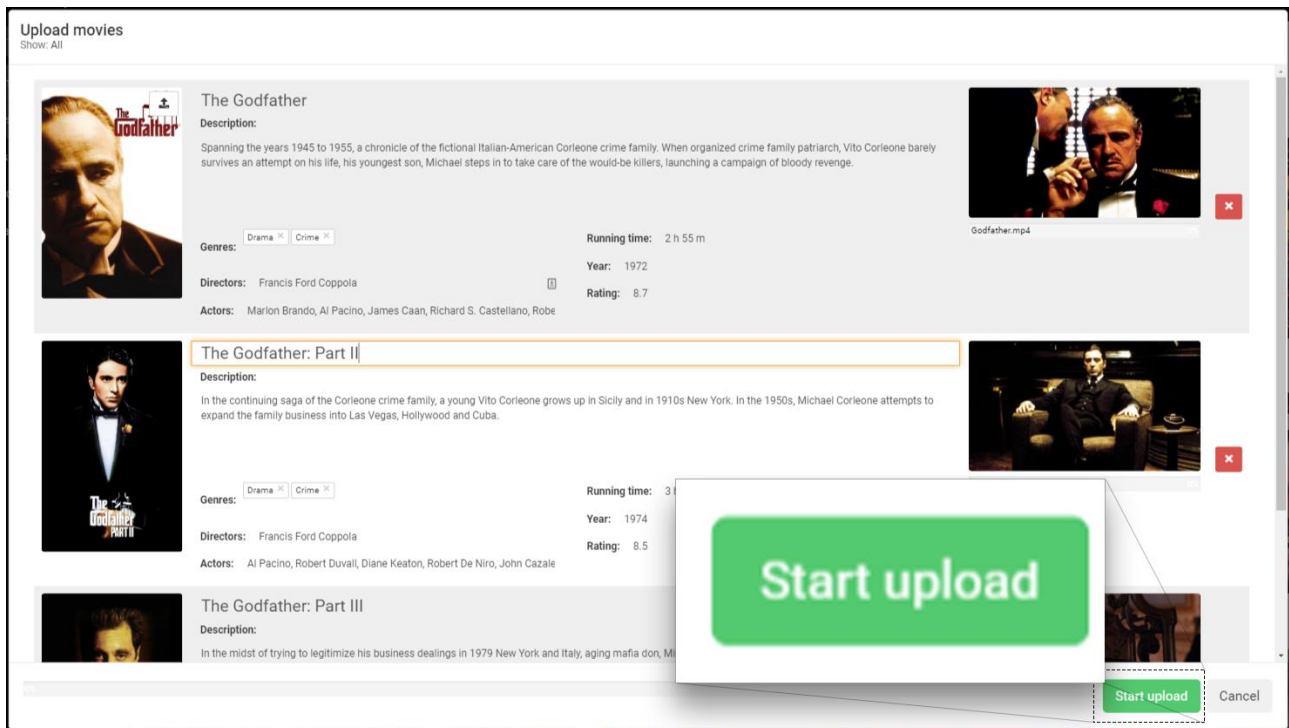 Upload movies
Show: All
The Godfather
The Godfather
Description:
Spanning the years 1945 to 1955, a chronicle of the fictional Italian-American Corleone crime family. When organized crime family patriarch, Vito Corleone barely
survives an attempt on his life, his youngest son, Michael steps in to take care of the would-be killers, launching a campaign of bloody revenge.
Genres: Drama × Crime ×
Directors: Francis Ford Coppola
Actors: Marlon Brando, Al Pacino, James Caan, Richard S. Castellano, Robe
Running time: 2 h 55 m
Year: 1972
Rating: 8.7
Godfather.mp4
The Godfather: Part II
Description:
In the continuing saga of the Corleone crime family, a young Vito Corleone grows up in Sicily and in 1910s New York. In the 1950s, Michael Corleone attempts to
expand the family business into Las Vegas, Hollywood and Cuba.
The
Godfather
PART II
Genres: Drama × Crime ×
Directors: Francis Ford Coppola
Actors: Al Pacino, Robert Duvall, Diane Keaton, Robert De Niro, John Cazale
Running time: 3
Year: 1974
Rating: 8.5
The Godfather: Part III
Description:
In the midst of trying to legitimize his business dealings in 1979 New York and Italy, aging mafia don,
Start upload
Start upload
Cancel